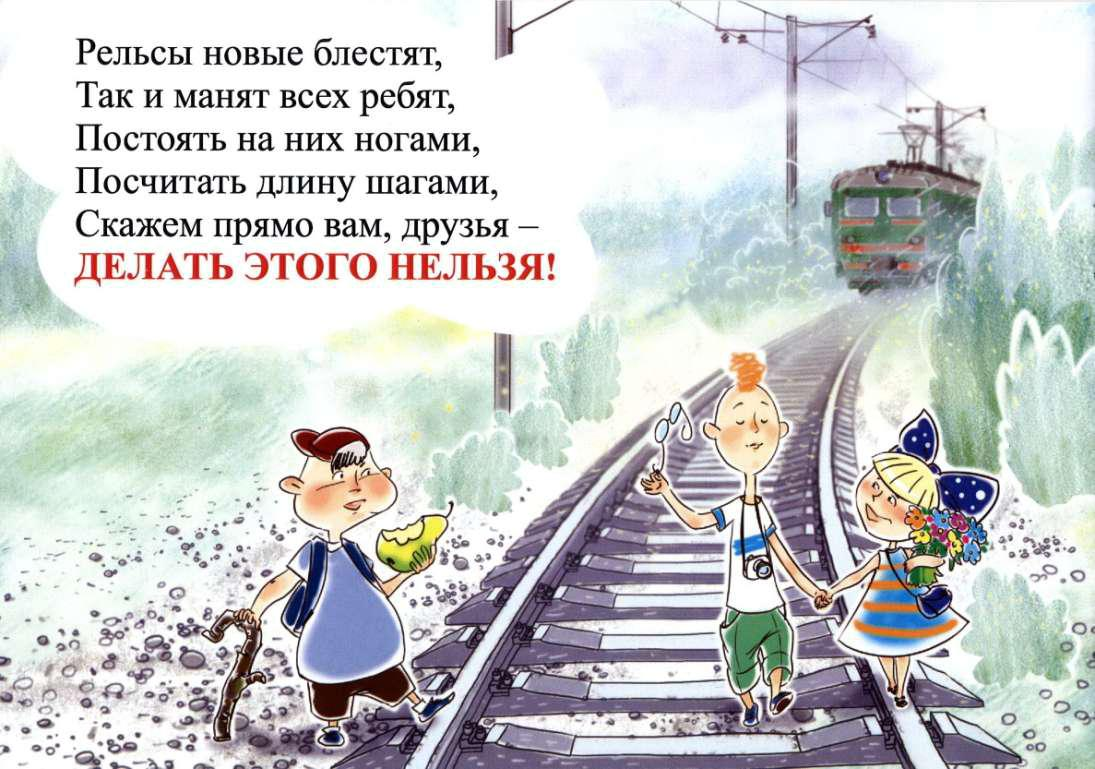 Рельсы новые блестят,
Так и манят всех ребят,
Постоять на них ногами,
Посчитать длину шагами,
Скажем прямо вам, друзья –
ДЕЛАТЬ ЭТОГО НЕЛЬЗЯ!